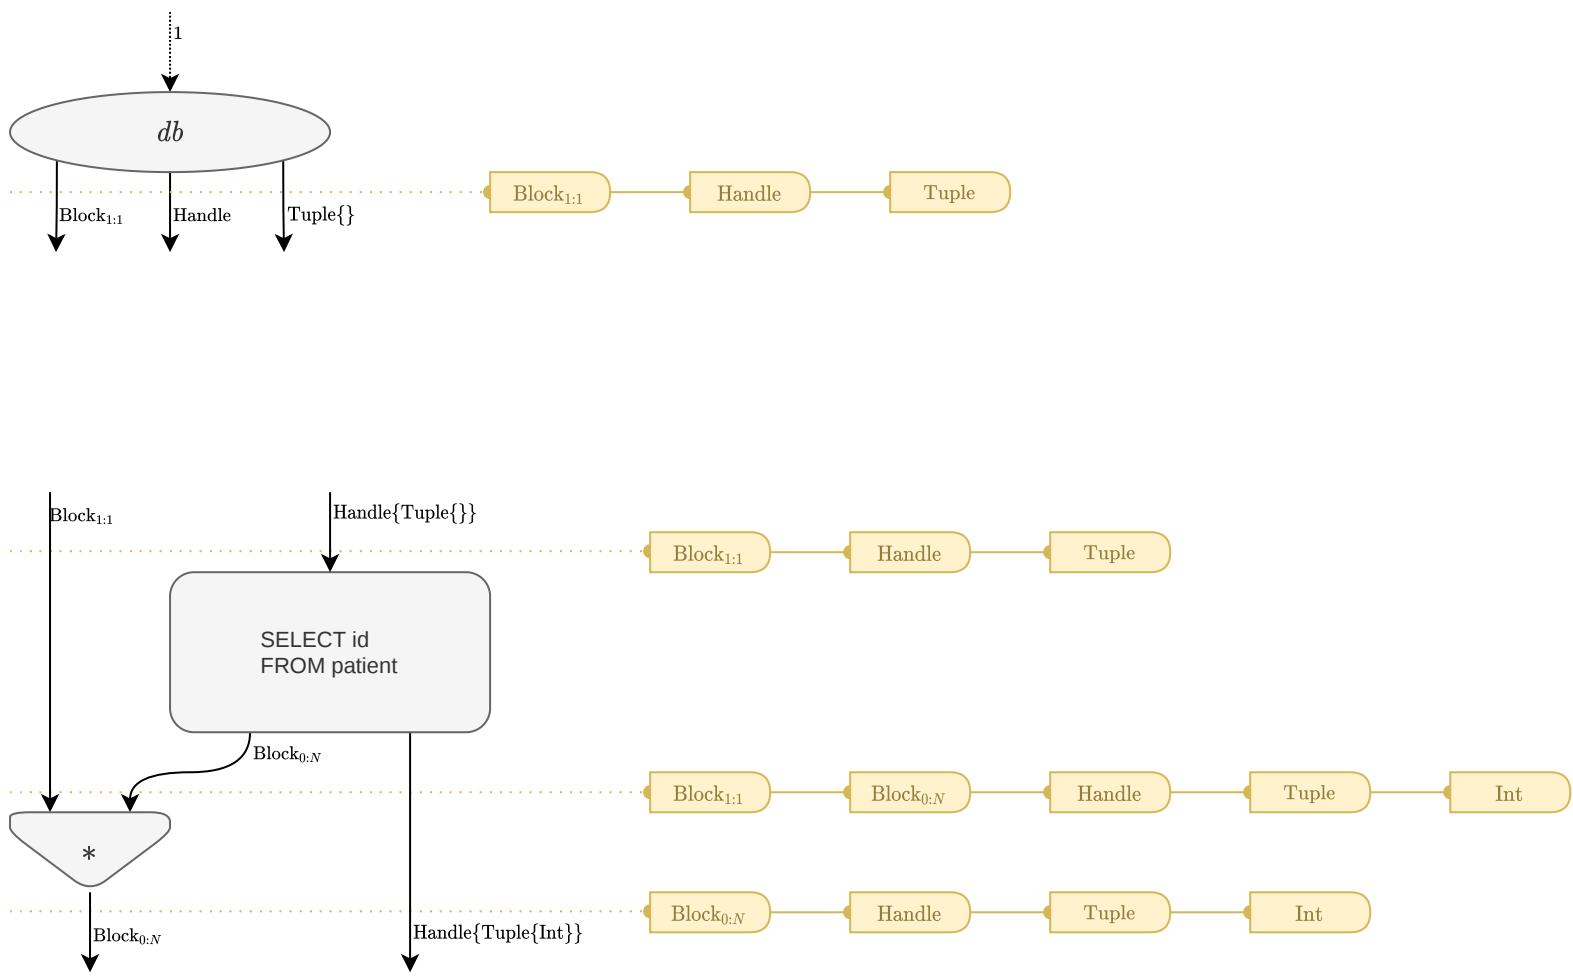 1
db
Block1:1 Handle Tuple
Block1:1 Handle Tuple{}
Block1:1 Handle{Tuple{}}
Block1:1 Handle Tuple
SELECT id
FROM patient
Block0:N
Block1:1 Block0:N Handle Tuple Int
*
Block0:N Handle Tuple Int
Block0:N Handle{Tuple{Int}}